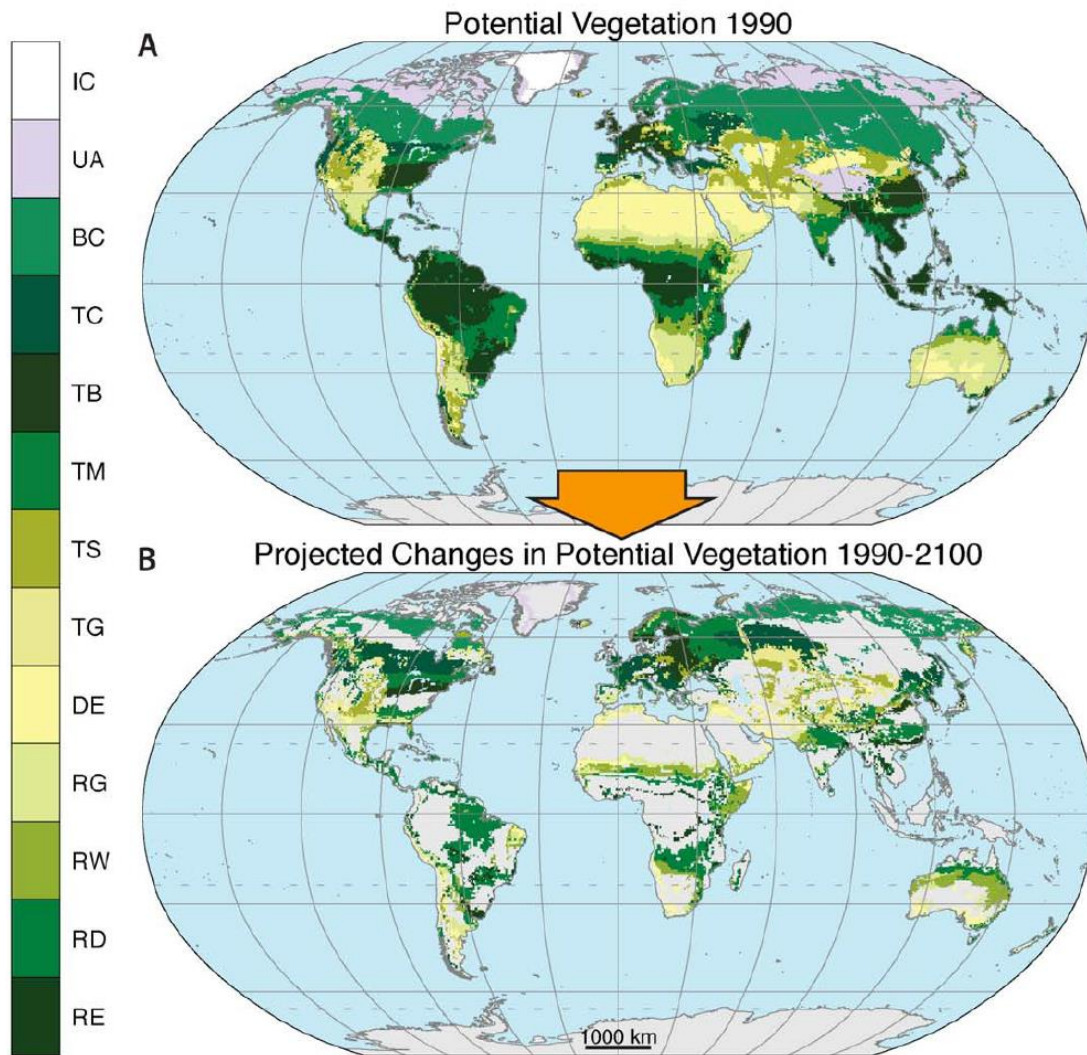 A
Potential Vegetation 1990
IC
UA
BC
TC
TB
TM
TS
TG
DE
RG
RW
RD
RE
B
Projected Changes in Potential Vegetation 1990-2100
1000 km